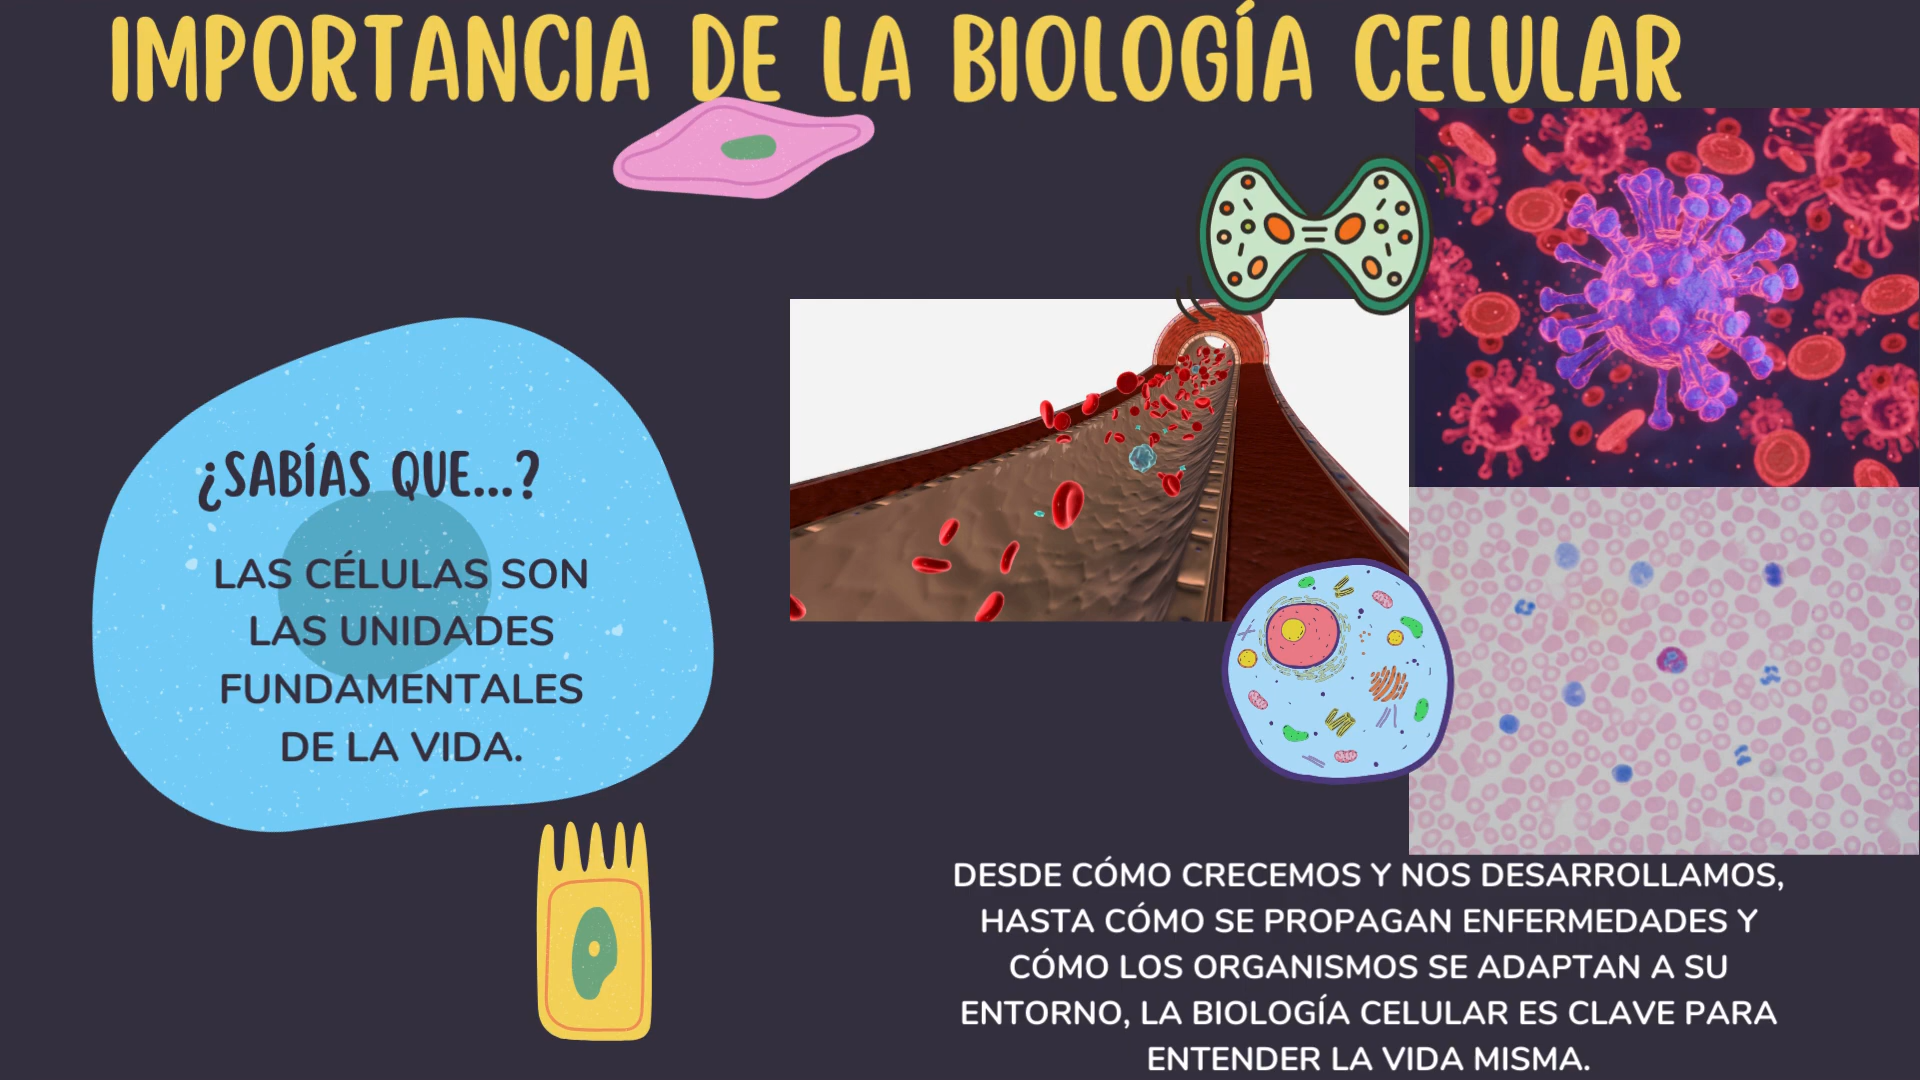 IMPORTANCIA DE LA BIOLOGÍA CELULAR
¿SABÍAS QUE...?
LAS CÉLULAS SON
LAS UNIDADES
FUNDAMENTALES
DE LA VIDA.
DESDE CÓMO CRECEMOS Y NOS DESARROLLAMOS,
HASTA CÓMO SE PROPAGAN ENFERMEDADES Y
CÓMO LOS ORGANISMOS SE ADAPTAN A SU
ENTORNO, LA BIOLOGÍA CELULAR ES CLAVE PARA
ENTENDER LA VIDA MISMA.